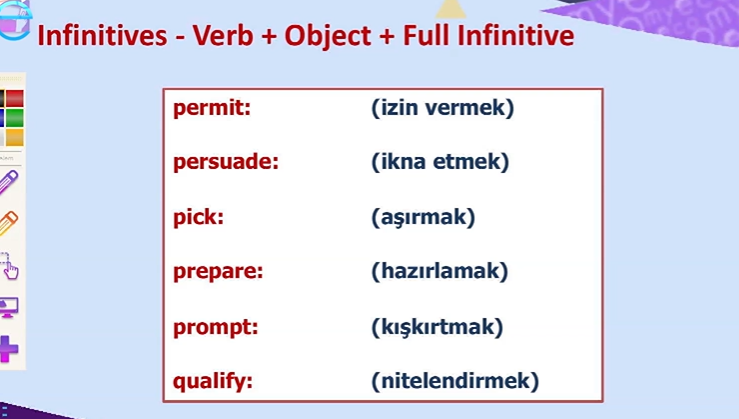 Infinitives - Verb + Object + Full Infinitive
permit: (izin vermek)
persuade: (ikna etmek)
pick: (aşırmak)
prepare: (hazırlamak)
prompt: (kışkırtmak)
qualify: (nitelendirmek)